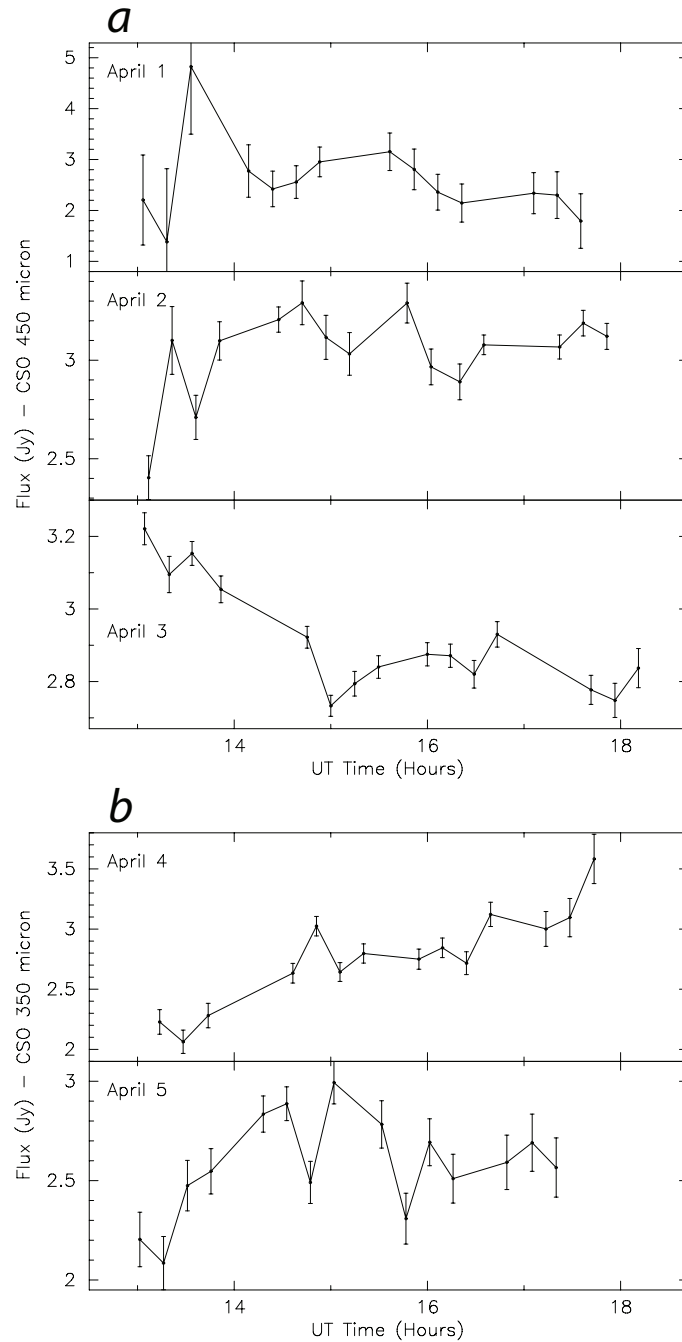 a
April 1
5
4
3
2
1
April 2
3
2.5
April 3
3.2
3
2.8
Flux (Jy) – CSO 450 micron
14
16
18
UT Time (Hours)
b
April 4
3.5
3
2.5
2
April 5
3
2.5
2
Flux (Jy) – CSO 350 micron
14
16
18
UT Time (Hours)